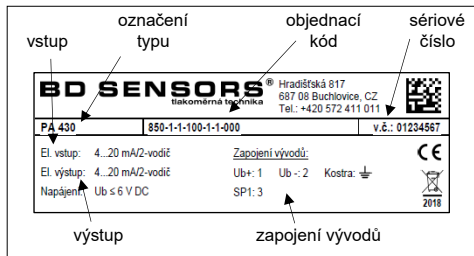 označení objednací sériové
vstup typu kód číslo
BD SENSORS® Hradišťská 817
tlakoměrná technika 687 08 Buchlovice, CZ
Tel.: +420 572 411 011
PA 430 850-1-1-100-1-1-000 v.č.: 01234567
El. vstup: 4...20 mA/2-vodič Zapojení vývodů:
El. výstup: 4...20 mA/2-vodič Ub+: 1 Ub -: 2 Kostra:
Napájení: Ub ≤ 6 V DC SP1: 3
CE
2018
výstup zapojení vývodů